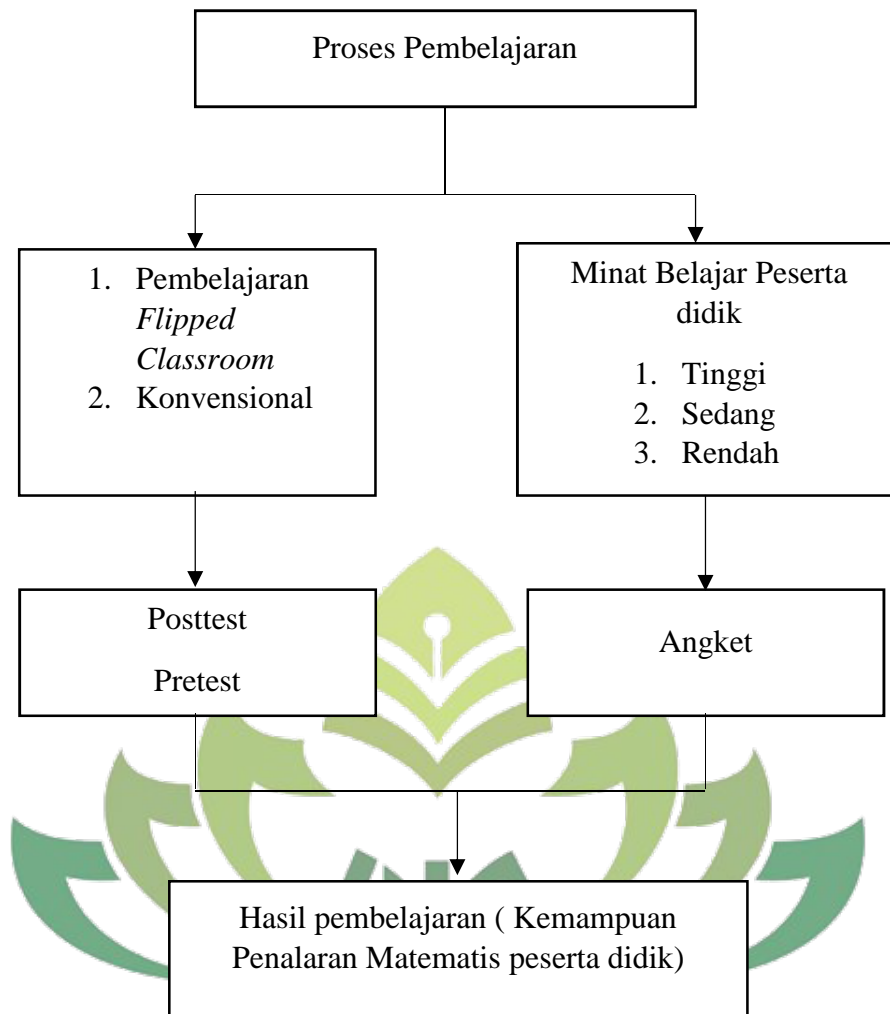 Proses Pembelajaran
1. Pembelajaran
Flipped
Classroom
2. Konvensional
Minat Belajar Peserta
didik
1. Tinggi
2. Sedang
3. Rendah
Posttest
Pretest
Angket
Hasil pembelajaran ( Kemampuan
Penalaran Matematis peserta didik)